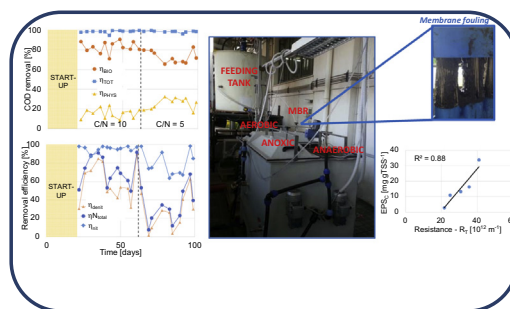 Membrane fouling
COD removal [%]
100
80
60
40
20
0
START-
UP
ηBIO
ηTOT
ηPHYS
C/N = 10
C/N = 5
Removal efficiency [%]
100
80
60
40
20
0
START-
UP
ηdenit
ηNtotal
ηnit
0
50
100
Time [days]
FEEDING
TANK
MBR
AEROBIC
ANOXIC
ANAEROBIC
R² = 0.88
EPSC [mg gTSS⁻¹]
40
30
20
10
0
0
20
40
Resistance - RT [10¹² m⁻¹]